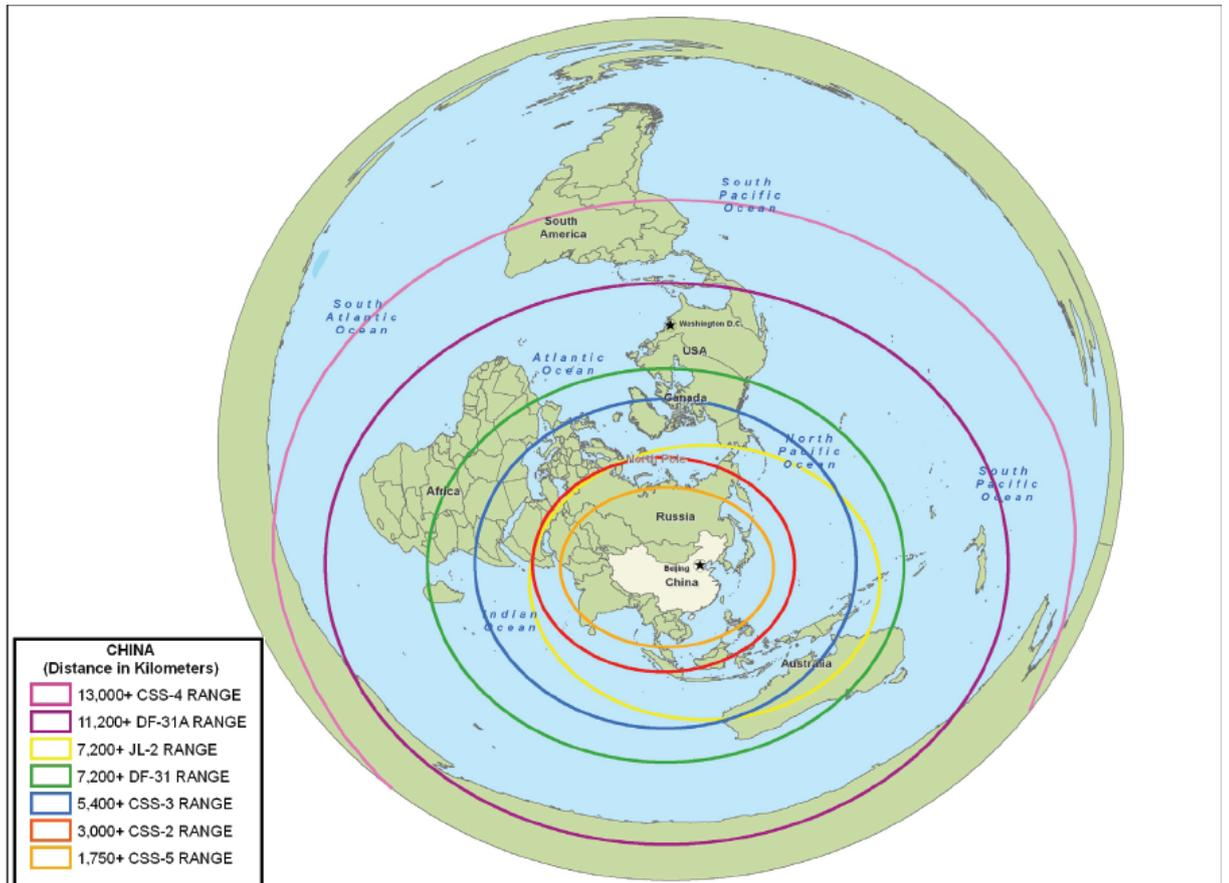 South
Pacific
Ocean
South
America
South
Atlantic
Ocean
Washington D.C.
USA
Atlantic
Ocean
Canada
North
Pacific
Ocean
North Pole
South
Pacific
Ocean
Africa
Russia
Beijing
China
Indian
Ocean
Australia
CHINA
(Distance in Kilometers)
13,000+ CSS-4 RANGE
11,200+ DF-31A RANGE
7,200+ JL-2 RANGE
7,200+ DF-31 RANGE
5,400+ CSS-3 RANGE
3,000+ CSS-2 RANGE
1,750+ CSS-5 RANGE